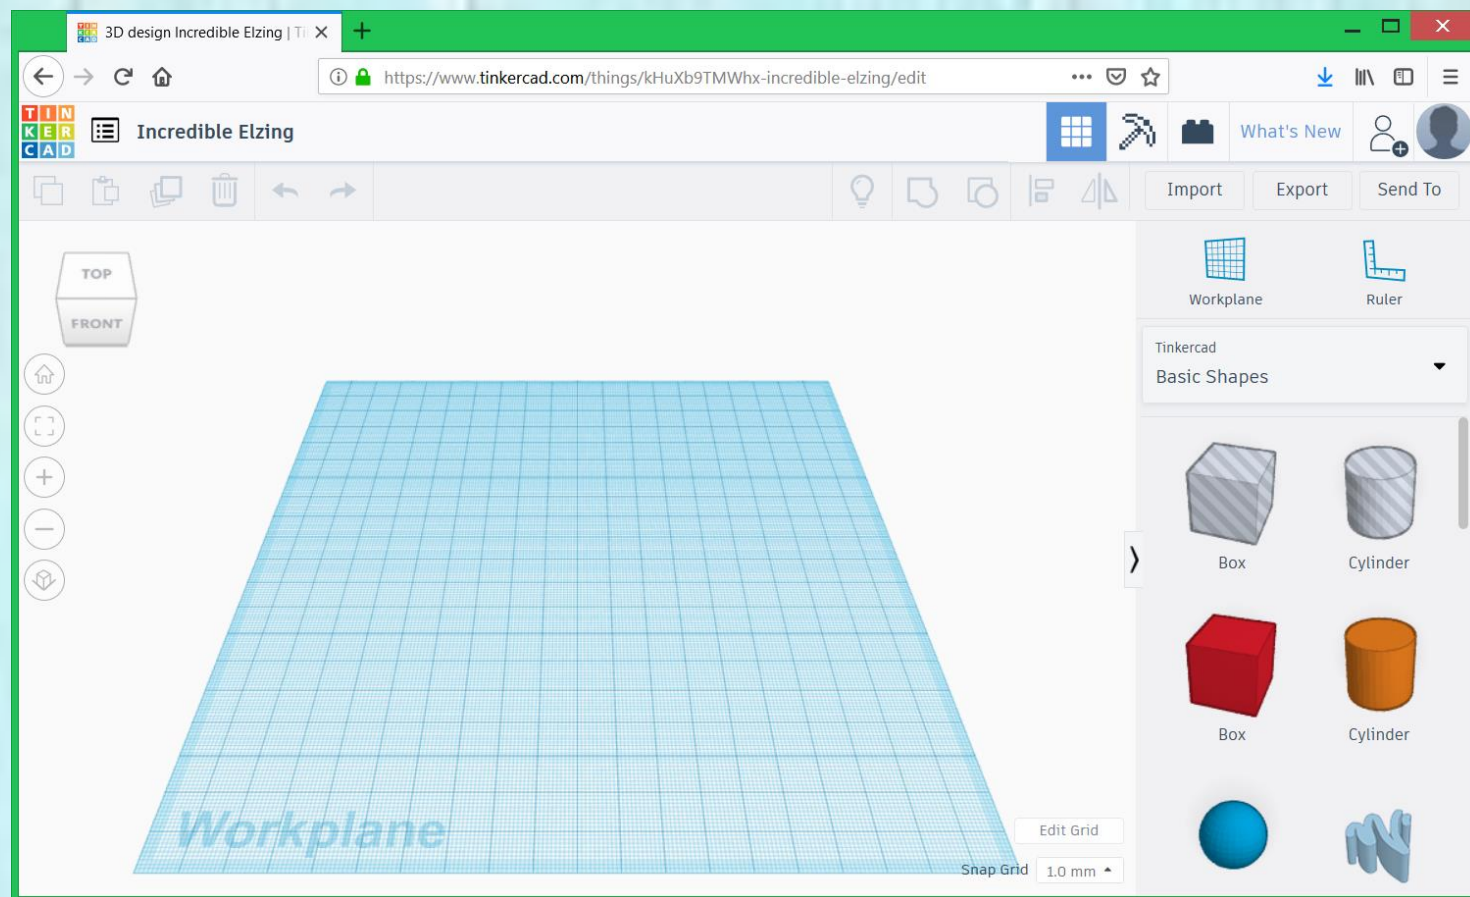 3D design Incredible Elzing | Ti
https://www.tinkercad.com/things/kHuXb9TMWhx-incredible-elzing/edit
TIN
KER
CAD
Incredible Elzing
What's New
Import
Export
Send To
TOP
FRONT
Workplane
Ruler
Tinkercad
Basic Shapes
Box
Cylinder
Box
Cylinder
Workplane
Edit Grid
Snap Grid
1.0 mm